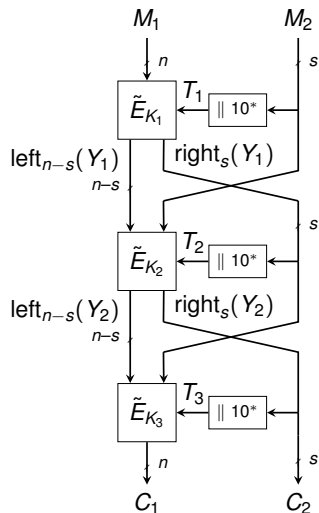 M₁ M₂
n s
T₁
Ẽ_K₁ || 10*
left_{n−s}(Y₁) right_s(Y₁)
n–s
s
T₂
Ẽ_K₂ || 10*
left_{n−s}(Y₂) right_s(Y₂)
n–s
T₃
Ẽ_K₃ || 10*
n s
C₁ C₂